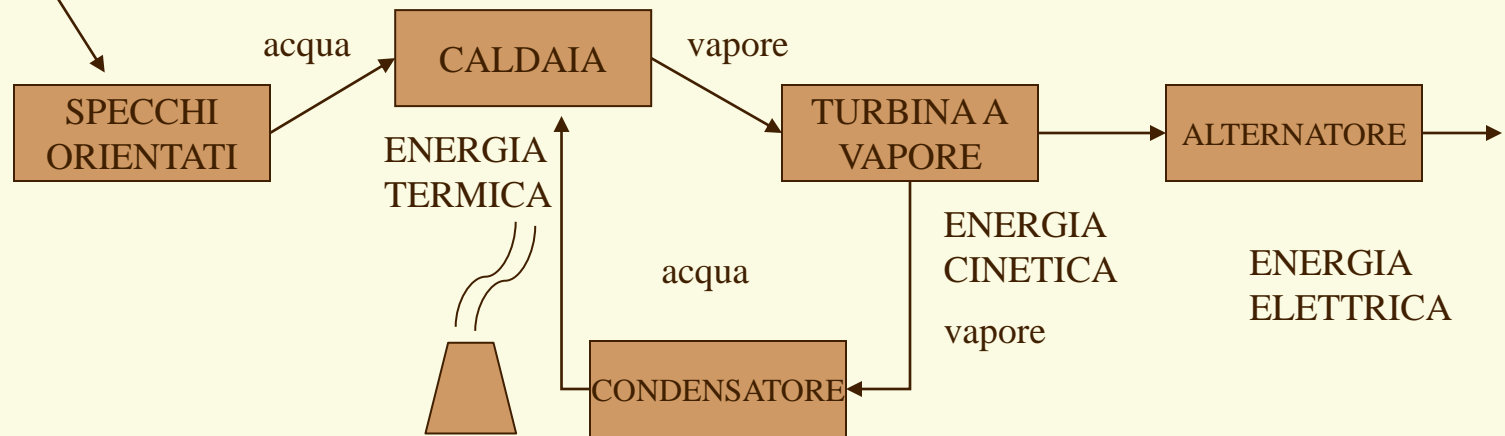 acqua
CALDAIA
vapore
SPECCHI
ORIENTATI
TURBINA A
VAPORE
ALTERNATORE
ENERGIA
TERMICA
ENERGIA
CINETICA
ENERGIA
ELETTRICA
acqua
vapore
CONDENSATORE